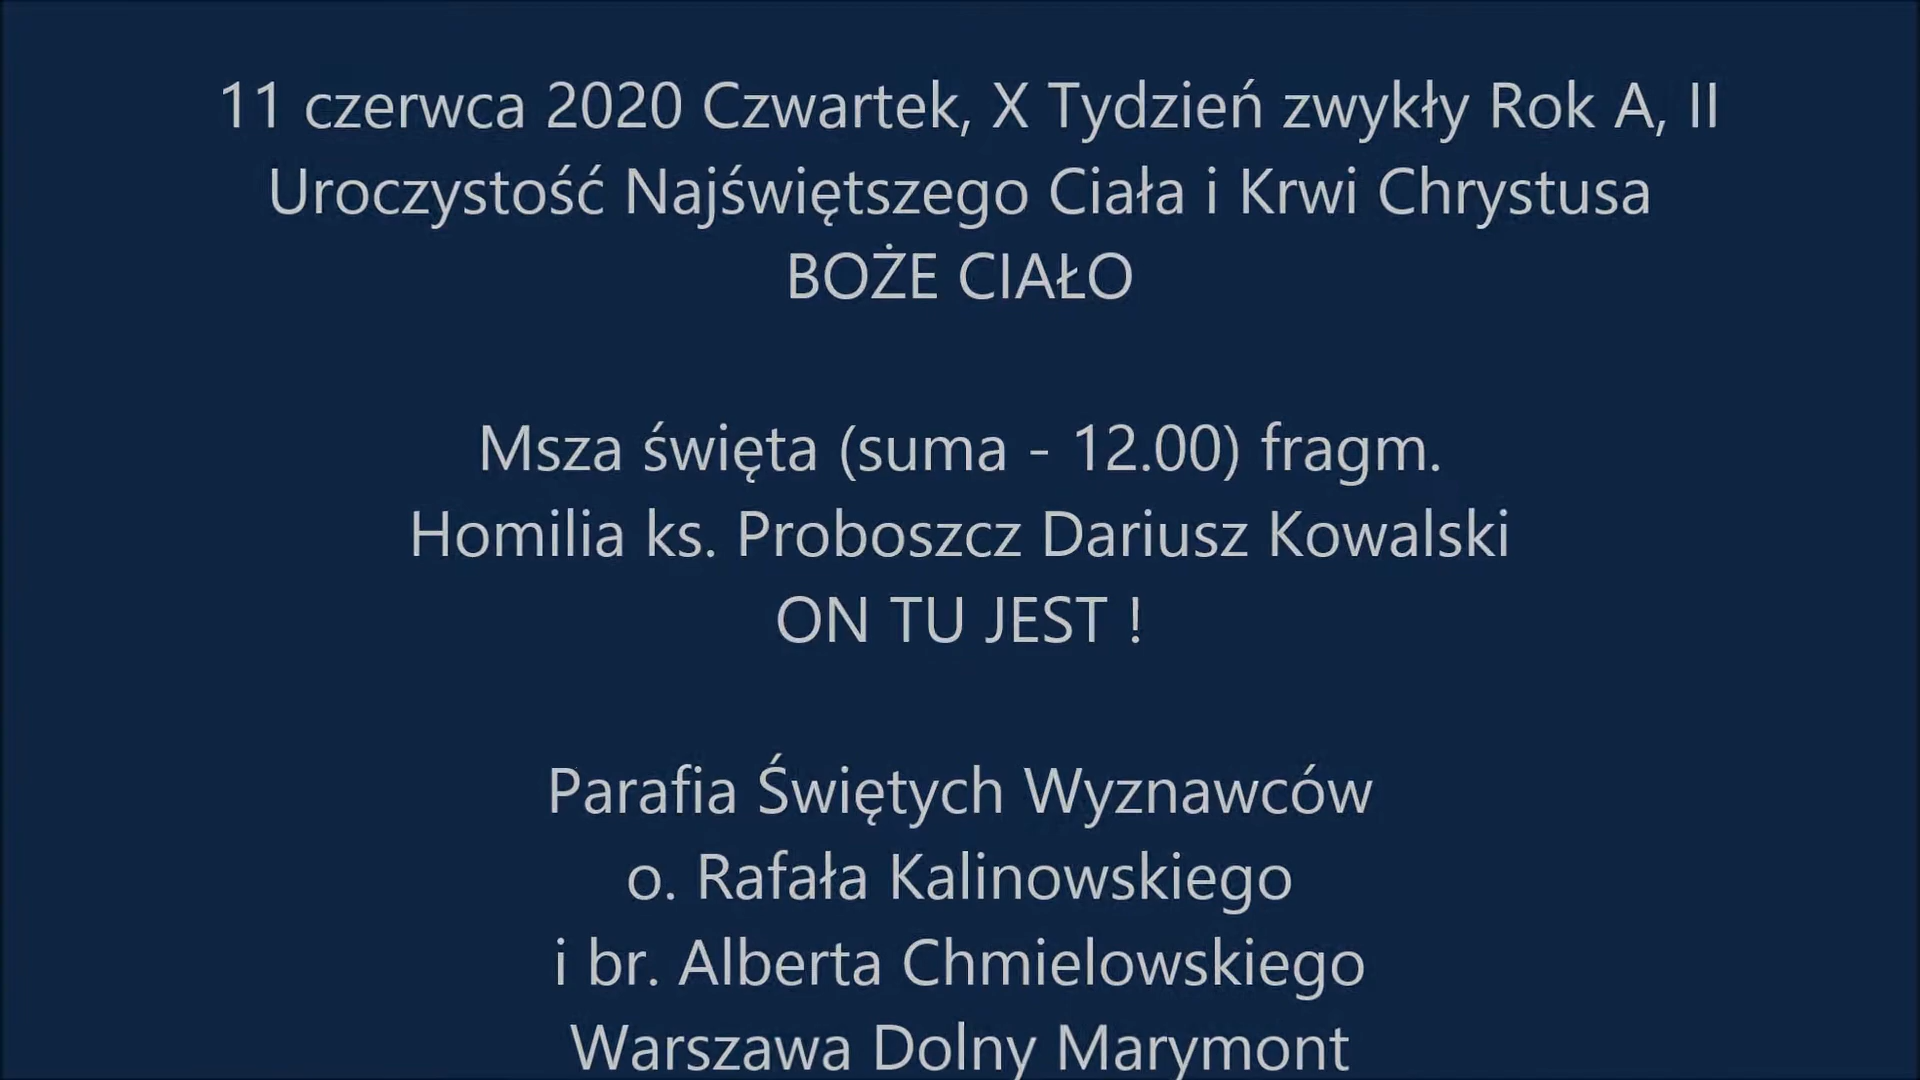 11 czerwca 2020 Czwartek, X Tydzień zwykły Rok A, II
Uroczystość Najświętszego Ciała i Krwi Chrystusa
BOŻE CIAŁO
Msza święta (suma - 12.00) fragm.
Homilia ks. Proboszcz Dariusz Kowalski
ON TU JEST !
Parafia Świętych Wyznawców
o. Rafała Kalinowskiego
i br. Alberta Chmielowskiego
Warszawa Dolny Marymont